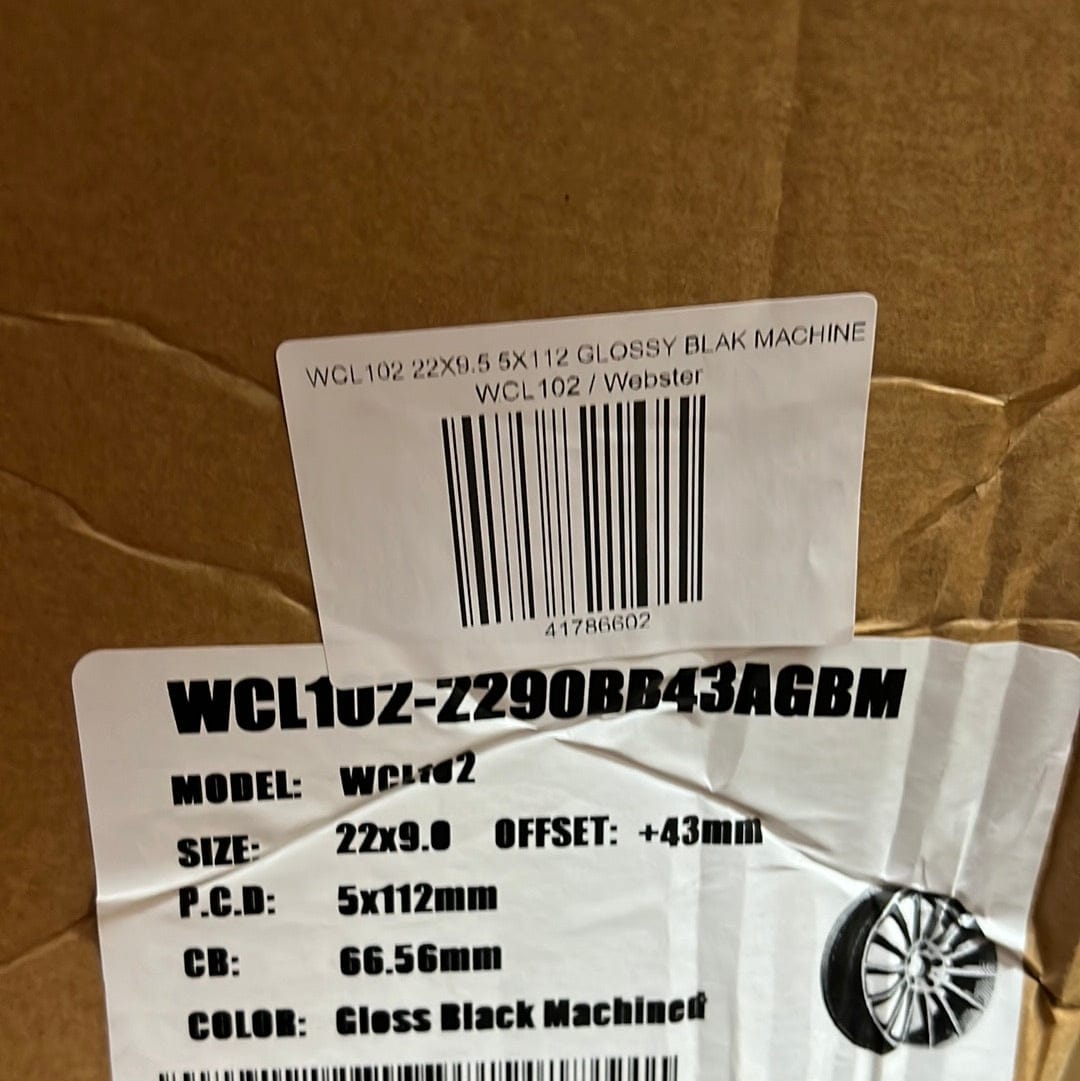 WCL102 22X9.5 5X112 GLOSSY BLAK MACHINE
WCL102 / Webster
41786602
WCL102-2290BB43AGBM
MODEL: WCL102
SIZE: 22x9.0 OFFSET: +43mm
P.C.D: 5x112mm
CB: 66.56mm
COLOR: Gloss Black Machined